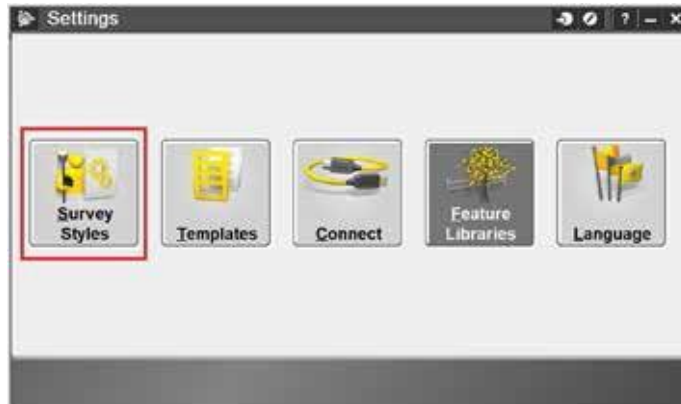 Settings
? – ×
Survey
Styles
Templates
Connect
Feature
Libraries
Language